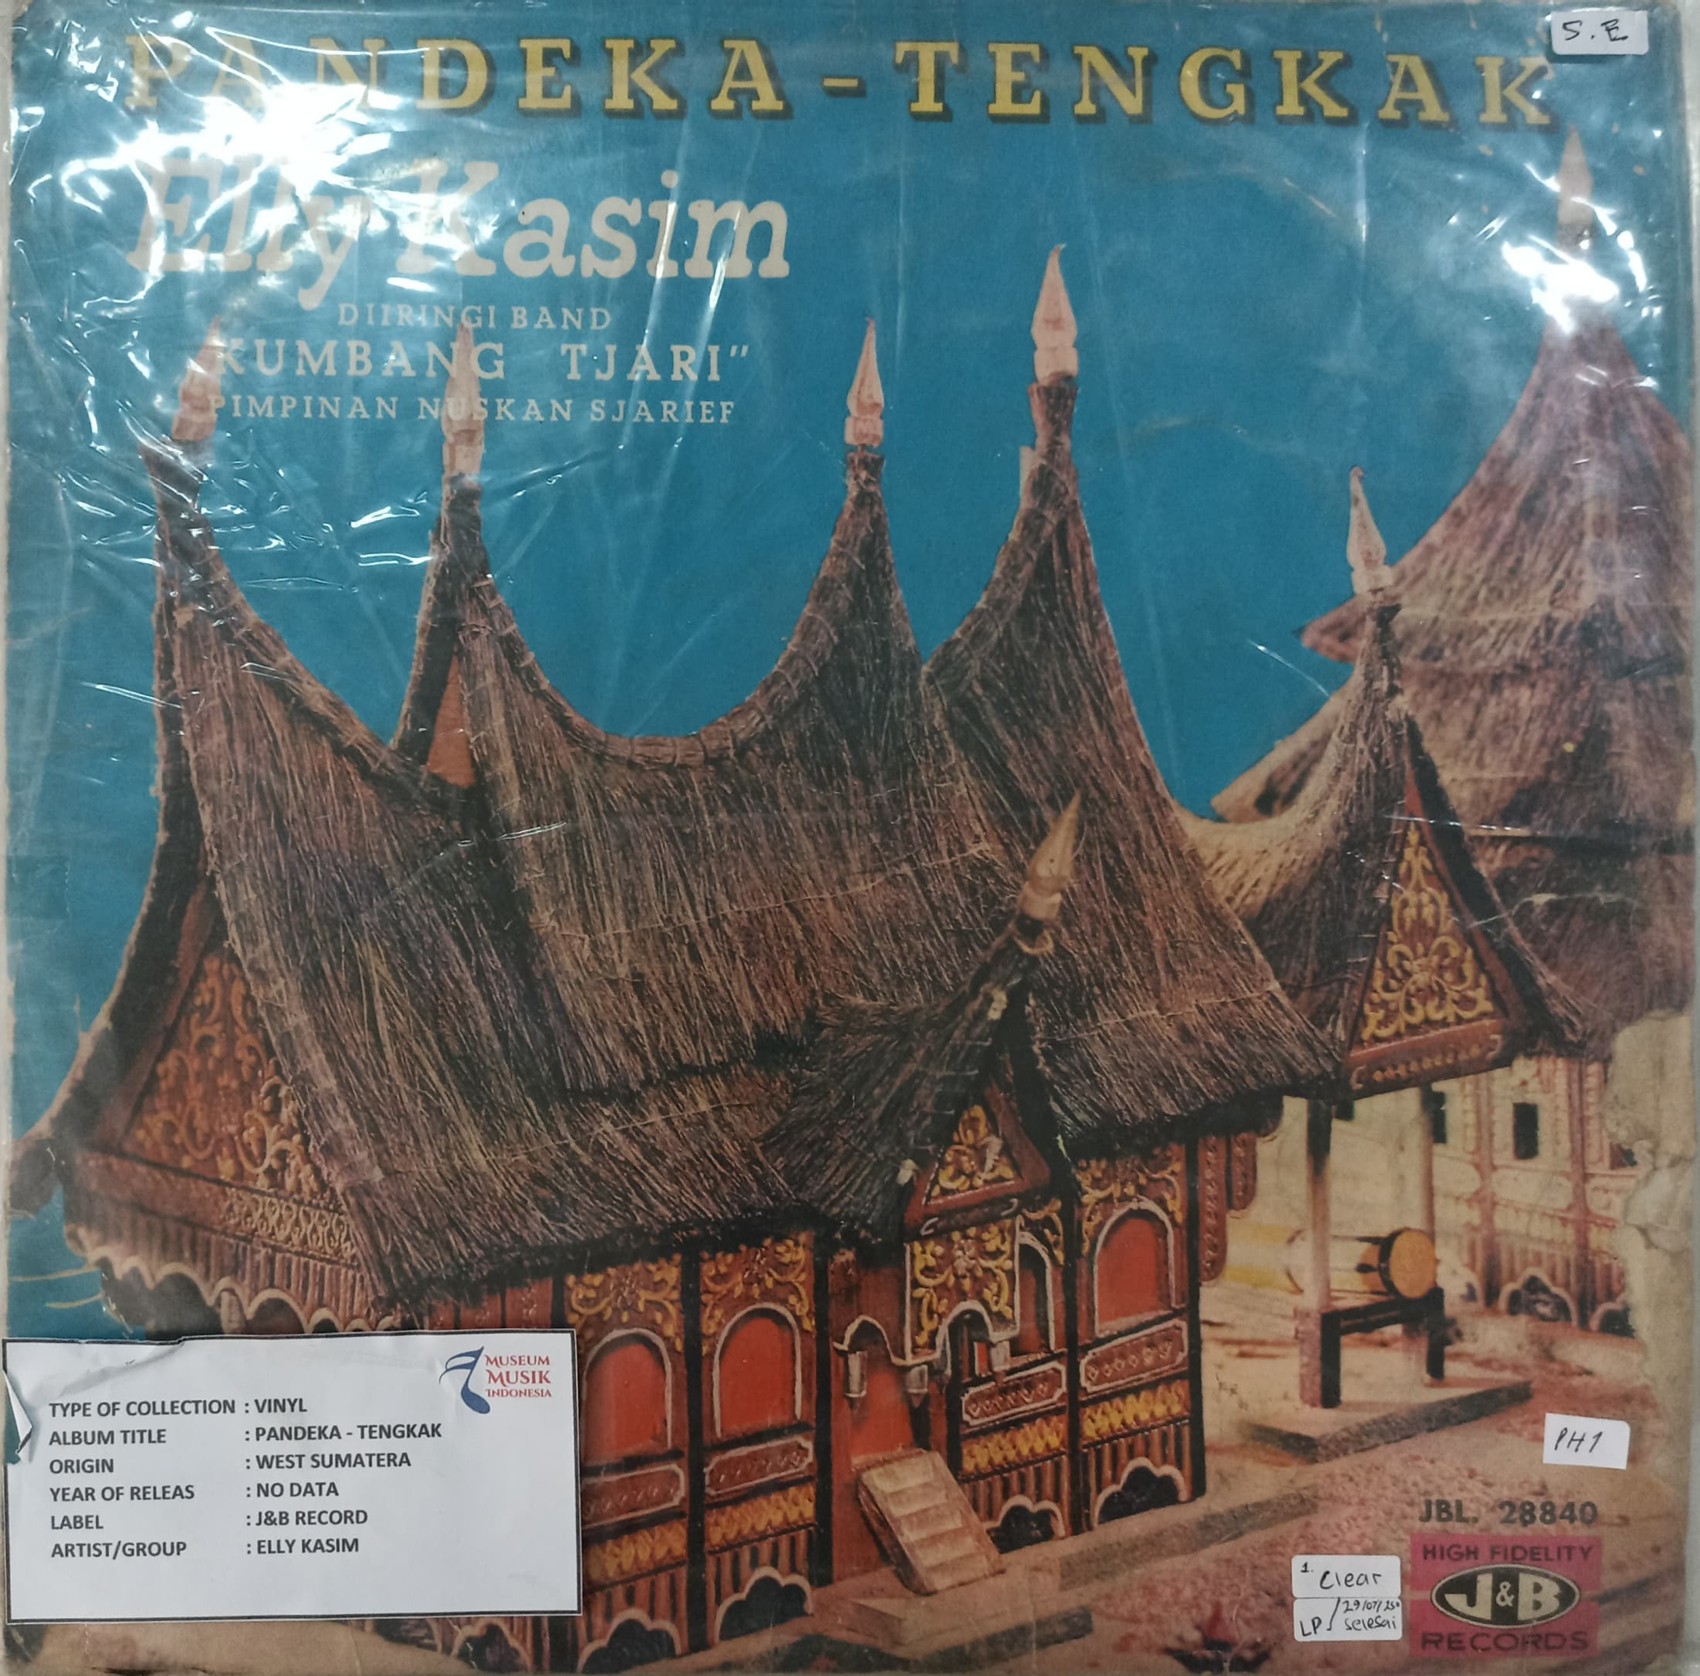 PANDEKA - TENGKAK
S.E
Elly Kasim
DIIRINGI BAND
"KUMBANG TJARI"
PIMPINAN NUSKAN SJARIEF
MUSEUM
MUSIK
INDONESIA
TYPE OF COLLECTION : VINYL
ALBUM TITLE : PANDEKA - TENGKAK
ORIGIN : WEST SUMATERA
YEAR OF RELEAS : NO DATA
LABEL : J&B RECORD
ARTIST/GROUP : ELLY KASIM
PH1
JBL. 28840
HIGH FIDELITY
J&B
RECORDS
1. Clear
LP / selesai